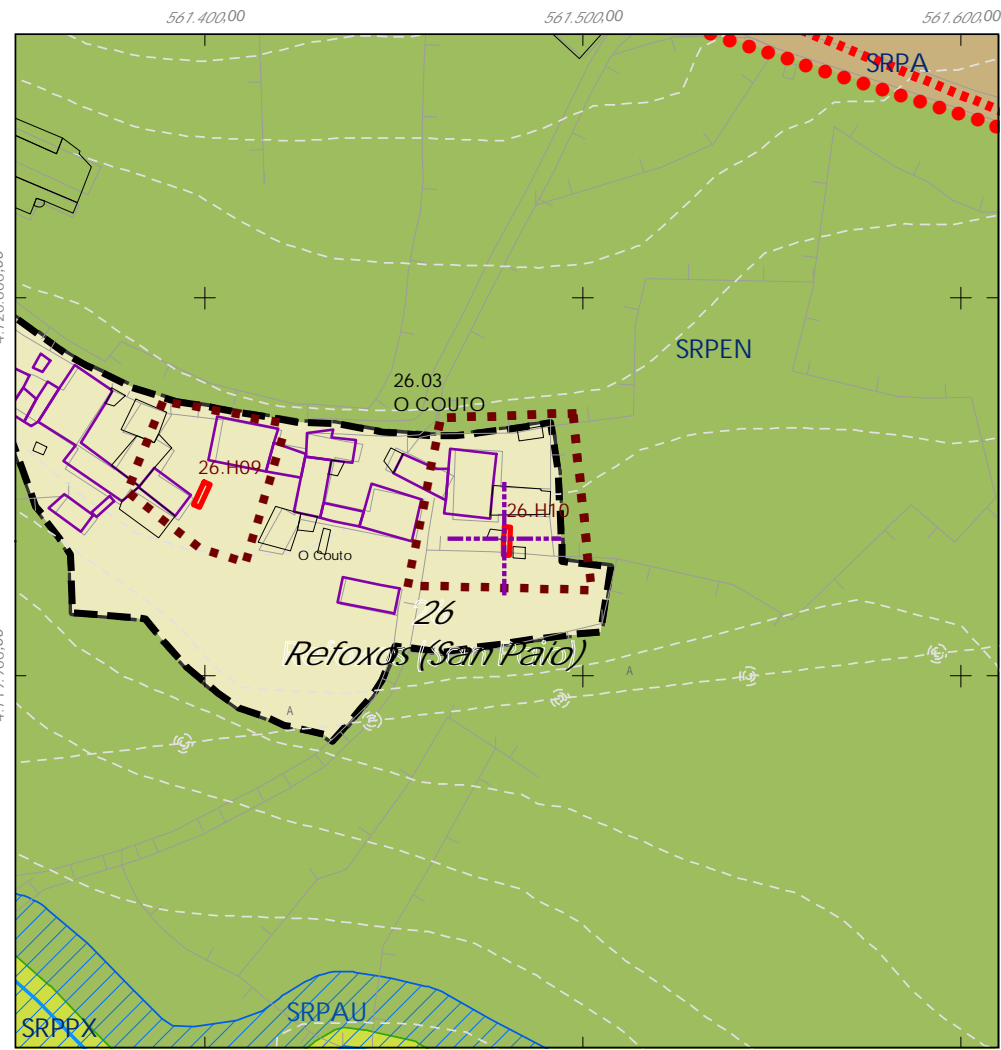 561.400,00
561.500,00
561.600,00
SRPA
SRPEN
26.03
O COUTO
26.H09
26.H10
O Couto
26
Refoxos (San Paio)
A
A
SRPAU
SRPPX